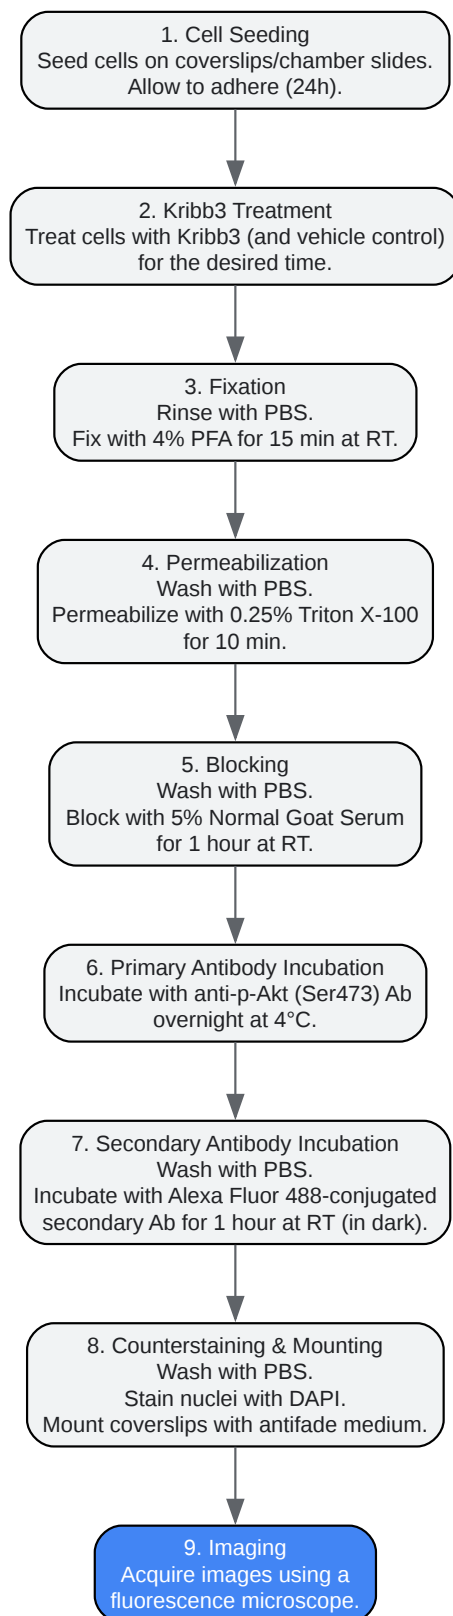 1. Cell Seeding
Seed cells on coverslips/chamber slides.
Allow to adhere (24h).
2. Kribb3 Treatment
Treat cells with Kribb3 (and vehicle control)
for the desired time.
3. Fixation
Rinse with PBS.
Fix with 4% PFA for 15 min at RT.
4. Permeabilization
Wash with PBS.
Permeabilize with 0.25% Triton X-100
for 10 min.
5. Blocking
Wash with PBS.
Block with 5% Normal Goat Serum
for 1 hour at RT.
6. Primary Antibody Incubation
Incubate with anti-p-Akt (Ser473) Ab
overnight at 4°C.
7. Secondary Antibody Incubation
Wash with PBS.
Incubate with Alexa Fluor 488-conjugated
secondary Ab for 1 hour at RT (in dark).
8. Counterstaining & Mounting
Wash with PBS.
Stain nuclei with DAPI.
Mount coverslips with antifade medium.
9. Imaging
Acquire images using a
fluorescence microscope.